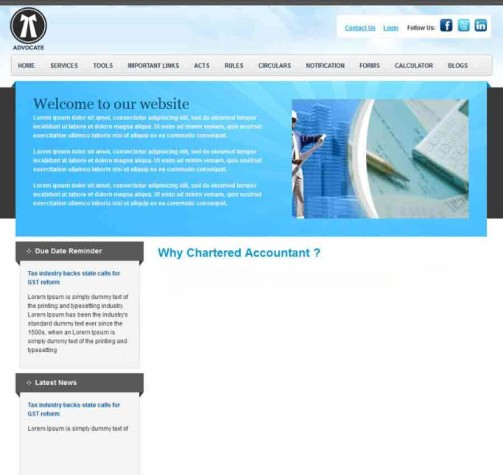 ADVOCATE
Contact Us Login Follow Us:
HOME SERVICES TOOLS IMPORTANT LINKS ACTS RULES CIRCULARS NOTIFICATION FORMS CALCULATOR BLOGS
Welcome to our website
Lorem ipsum dolor sit amet, consectetur adipisicing elit, sed do eiusmod tempor
incididunt ut labore et dolore magna aliqua. Ut enim ad minim veniam, quis nostrud
exercitation ullamco laboris nisi ut aliquip ex ea commodo consequat.
Lorem ipsum dolor sit amet, consectetur adipisicing elit, sed do eiusmod tempor
incididunt ut labore et dolore magna aliqua. Ut enim ad minim veniam, quis nostrud
exercitation ullamco laboris nisi ut aliquip ex ea commodo consequat.
Lorem ipsum dolor sit amet, consectetur adipisicing elit, sed do eiusmod tempor
incididunt ut labore et dolore magna aliqua. Ut enim ad minim veniam, quis nostrud
exercitation ullamco laboris nisi ut aliquip ex ea commodo consequat.
Due Date Reminder
Tax industry backs state calls for
GST reform
Lorem Ipsum is simply dummy text of
the printing and typesetting industry.
Lorem Ipsum has been the industry's
standard dummy text ever since the
1500s, when an Lorem Ipsum is
simply dummy text of the printing and
typesetting
Why Chartered Accountant ?
Latest News
Tax industry backs state calls for
GST reform
Lorem Ipsum is simply dummy text of